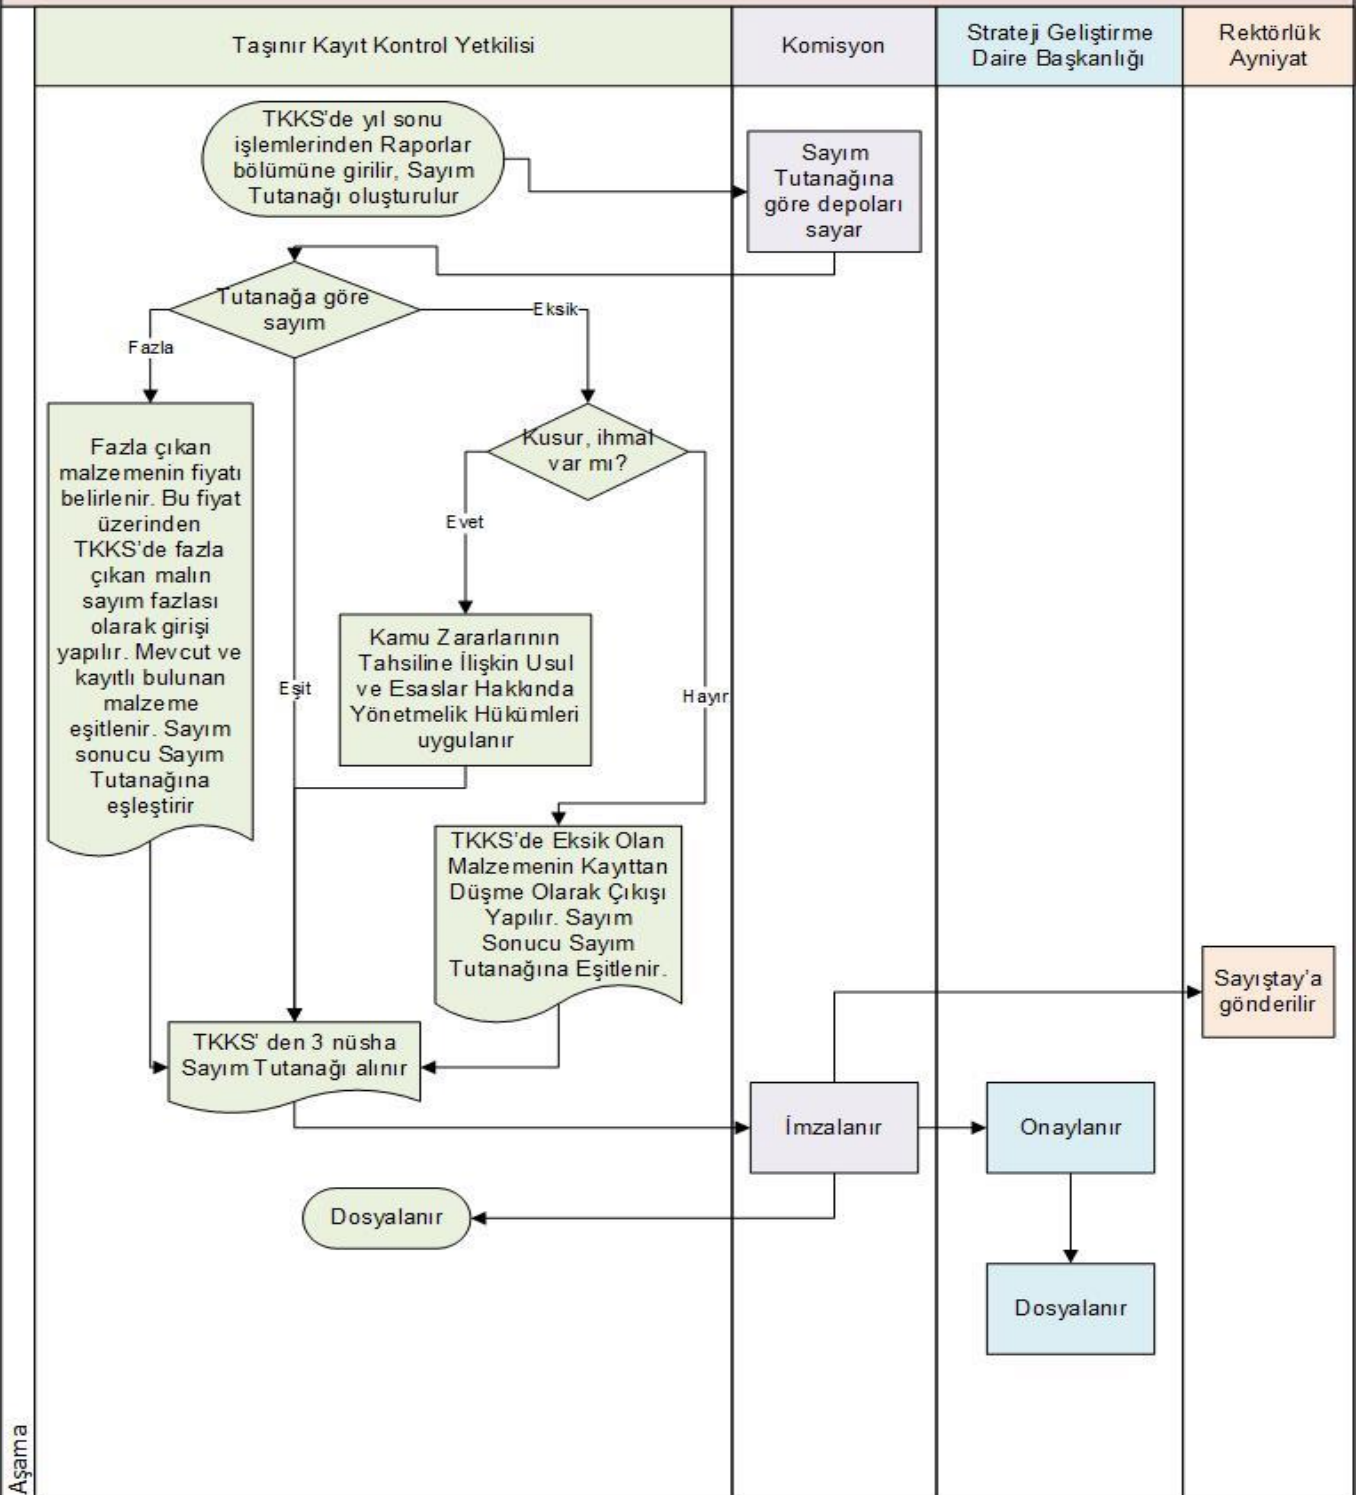 Taşınır Kayıt Kontrol Yetkilisi
Komisyon
Strateji Geliştirme
Daire Başkanlığı
Rektörlük
Ayniyat
TKKS'de yıl sonu
işlemlerinden Raporlar
bölümüne girilir, Sayım
Tutanağı oluşturulur
Sayım
Tutanağına
göre depoları
sayar
Tutanağa göre
sayım
Eksik
Fazla
Fazla çıkan
malzemenin fiyatı
belirlenir. Bu fiyat
üzerinden
TKKS'de fazla
çıkan malın
sayım fazlası
olarak girişi
yapılır. Mevcut ve
kayıtlı bulunan
malzeme
eşitlenir. Sayım
sonucu Sayım
Tutanağına
eşleştirir
Kusur, ihmal
var mı?
Evet
Eşit
Kamu Zararlarının
Tahsiline İlişkin Usul
ve Esaslar Hakkında
Yönetmelik Hükümleri
uygulanır
Hayır
TKKS'de Eksik Olan
Malzemenin Kayıttan
Düşme Olarak Çıkışı
Yapılır. Sayım
Sonucu Sayım
Tutanağına Eşitlenir.
Sayıştay'a
gönderilir
TKKS' den 3 nüsha
Sayım Tutanağı alınır
İmzalanır
Onaylanır
Dosyalanır
Dosyalanır
Aşama